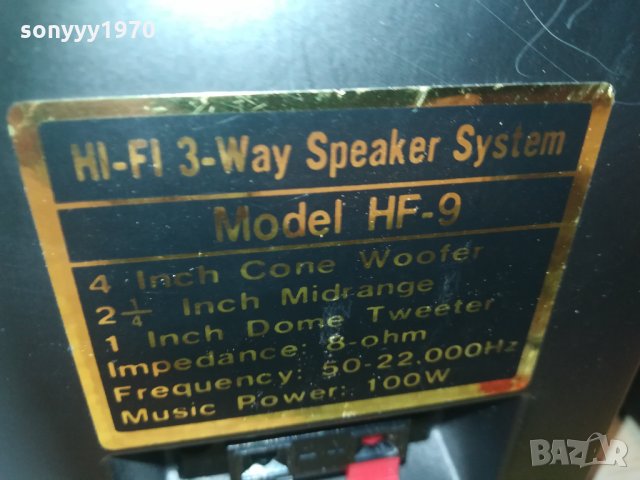 sonyyy1970
HI-FI 3-Way Speaker System
Model HF-9
4 Inch Cone Woofer
2 1/4 Inch Midrange
1 Inch Dome Tweeter
Impedance: 8-ohm
Frequency: 50-22.000Hz
Music Power: 100W
BAZAR